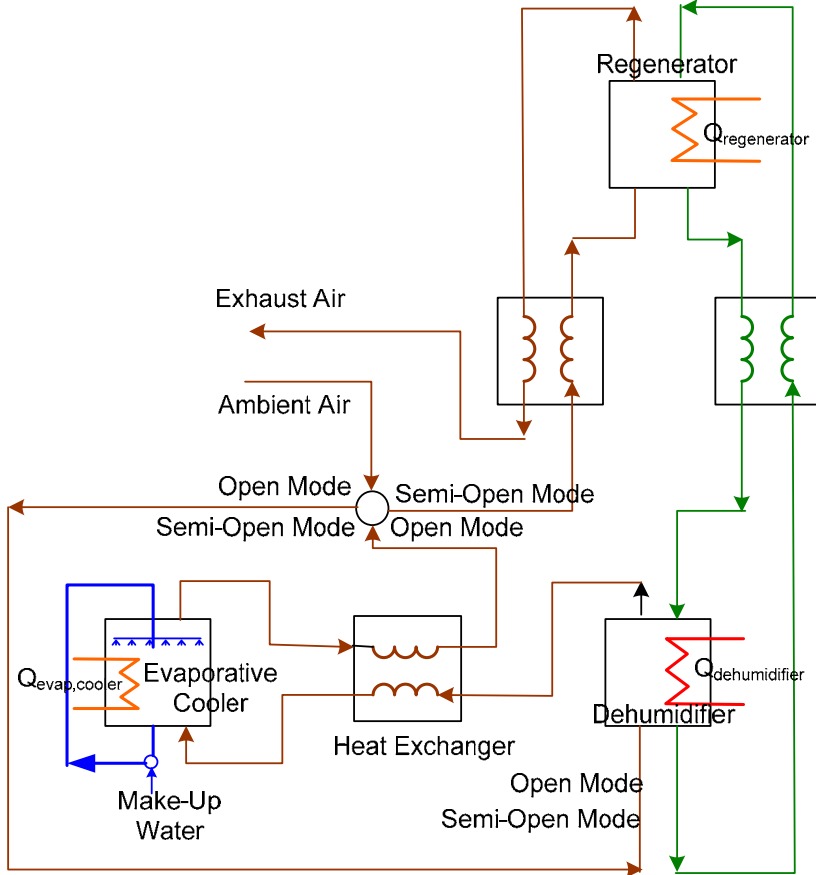 Regenerator
Qregenerator
Exhaust Air
Ambient Air
Open Mode
Semi-Open Mode
Semi-Open Mode
Open Mode
Qevap,cooler
Evaporative
Cooler
Heat Exchanger
Qdehumidifier
Dehumidifier
Open Mode
Semi-Open Mode
Make-Up
Water